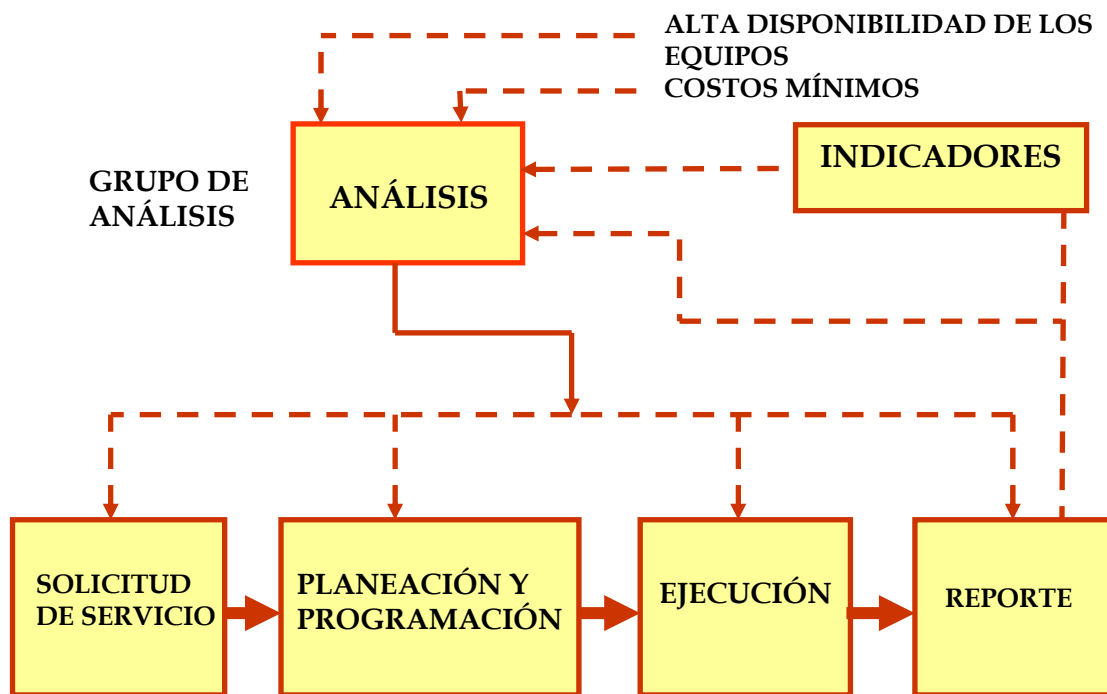 ALTA DISPONIBILIDAD DE LOS
EQUIPOS
COSTOS MÍNIMOS
INDICADORES
GRUPO DE
ANÁLISIS
ANÁLISIS
SOLICITUD
DE SERVICIO
PLANEACIÓN Y
PROGRAMACIÓN
EJECUCIÓN
REPORTE